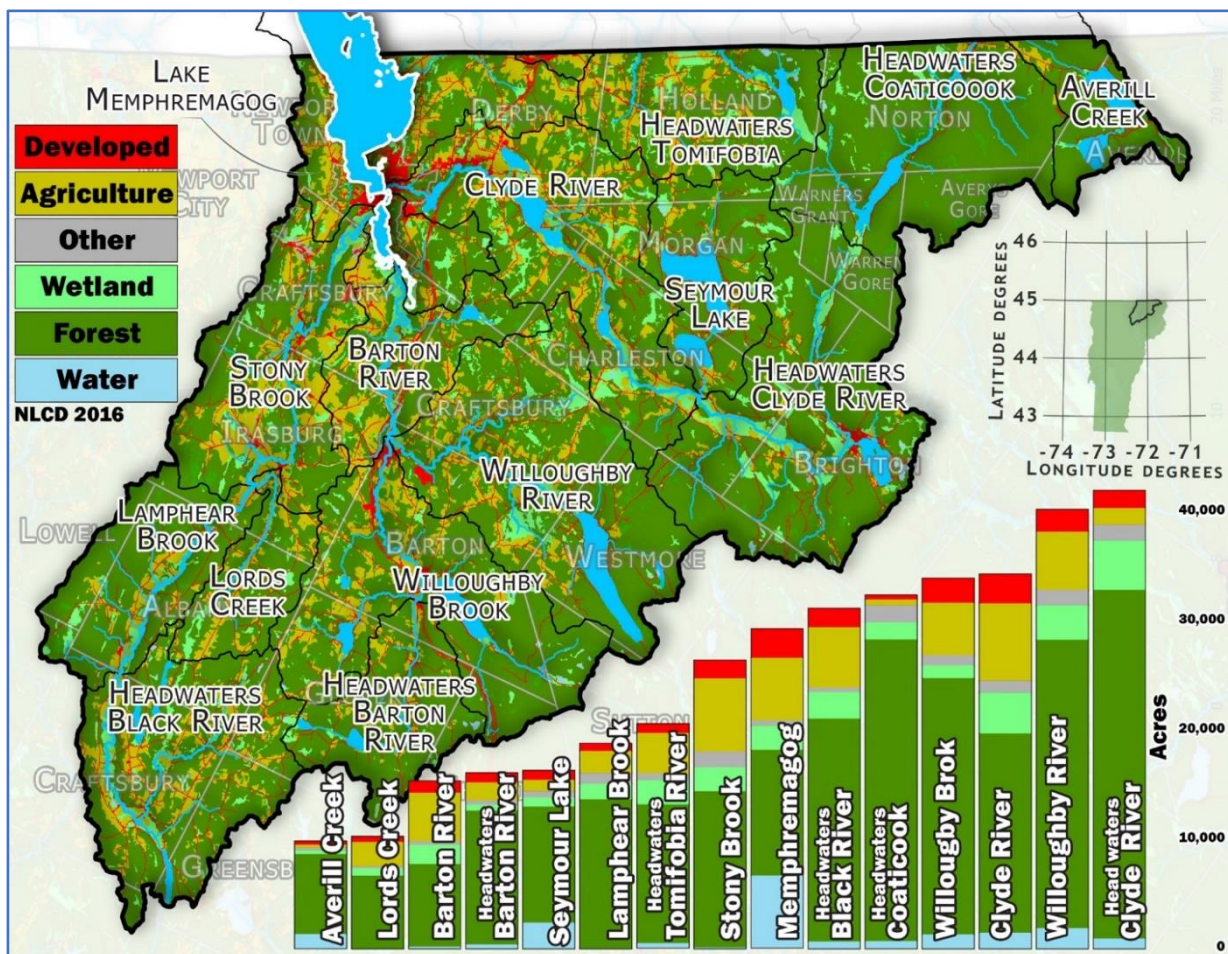 LAKE
MEMPHREMAGOG
NEWPORT
TOWN
NEWPORT
CITY
Developed
Agriculture
Other
Wetland
Forest
Water
NLCD 2016
DERBY
HOLLAND
HEADWATERS
TOMIFOBIA
HEADWATERS
COATICOOOK
NORTON
AVERILL
CREEK
AVERILL
CLYDE RIVER
WARNERS
GRANT
AVERYS
GORE
MORGAN
WARREN
GORE
SEYMOUR
LAKE
CRAFTSBURY
BARTON
RIVER
STONY
BROOK
CHARLESTON
HEADWATERS
CLYDE RIVER
CRAFTSBURY
IRASBURG
BRIGHTON
WILLOUGHBY
RIVER
LAMPHEAR
BROOK
LOWELL
BARTON
WESTMORE
LORDS
CREEK
WILLOUGHBY
BROOK
HEADWATERS
BLACK RIVER
HEADWATERS
BARTON
RIVER
SUTTON
CRAFTSBURY
GREENSB
46
45
44
43
LATITUDE DEGREES
-74 -73 -72 -71
LONGITUDE DEGREES
40,000
30,000
20,000
10,000
0
Acres
Averill Creek
Lords Creek
Barton River
Headwaters
Barton River
Seymour Lake
Lamphear Brook
Headwaters
Tomifobian River
Stony Brook
Memphremagog
Headwaters
Black River
Headwaters
Coaticook
Willoughby Brok
Clyde River
Willoughby River
Head waters
Clyde River